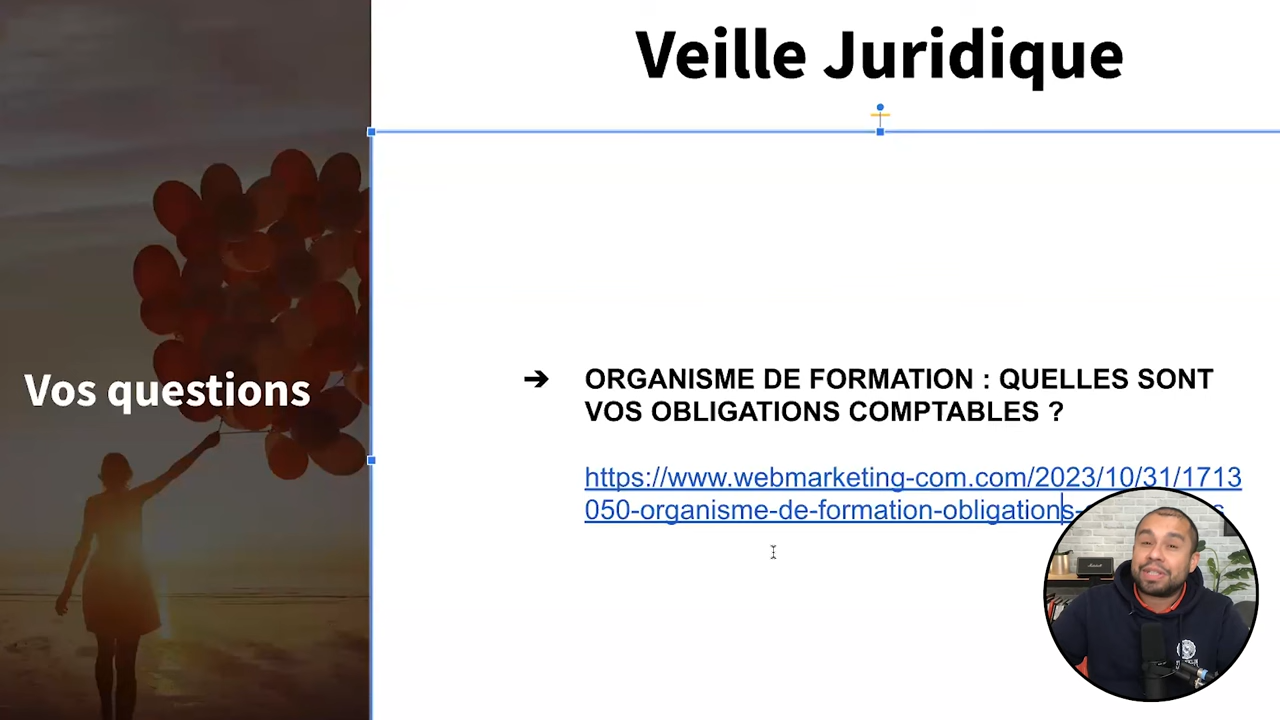 Veille Juridique
Vos questions
➔ ORGANISME DE FORMATION : QUELLES SONT
VOS OBLIGATIONS COMPTABLES ?
https://www.webmarketing-com.com/2023/10/31/1713
050-organisme-de-formation-obligations-